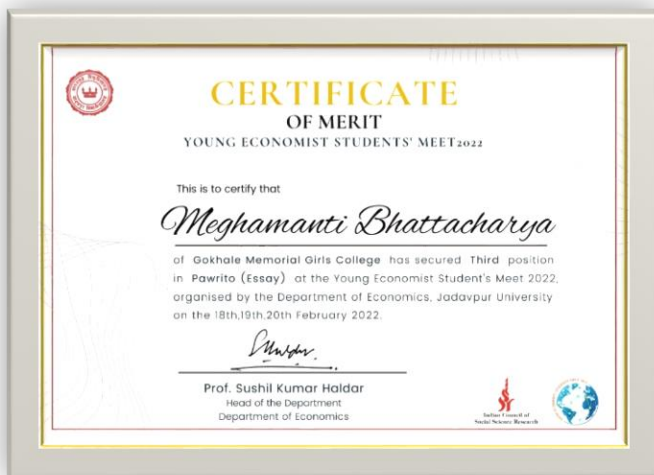 CERTIFICATE
OF MERIT
YOUNG ECONOMIST STUDENTS' MEET2022
This is to certify that
Meghamanti Bhattacharya
of Gokhale Memorial Girls College has secured Third position
in Pawrito (Essay) at the Young Economist Student's Meet 2022,
organised by the Department of Economics, Jadavpur University
on the 18th,19th,20th February 2022.
Prof. Sushil Kumar Haldar
Head of the Department
Department of Economics
Indian Council of
Social Science Research